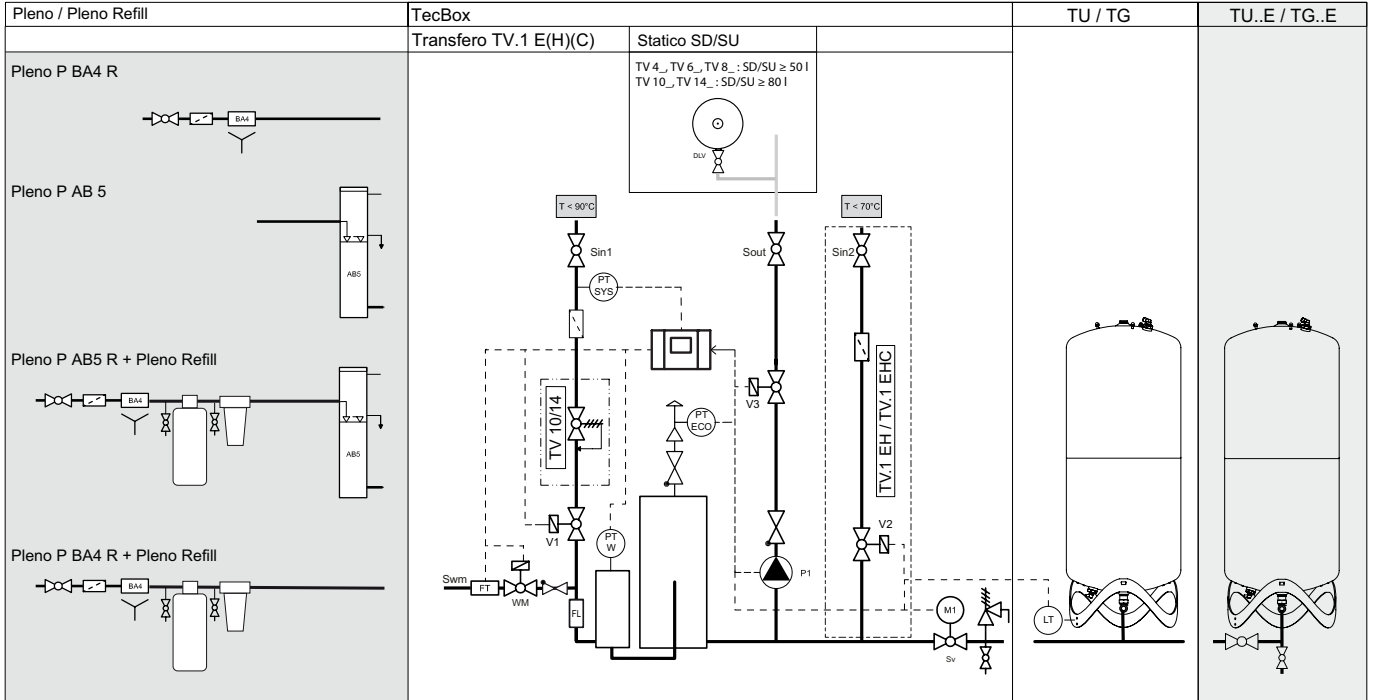 Pleno / Pleno Refill
TecBox
TU / TG
TU..E / TG..E
Transfero TV.1 E(H)(C)
Statico SD/SU
Pleno P BA4 R
BA4
Pleno P AB 5
AB5
Pleno P AB5 R + Pleno Refill
BA4
AB5
Pleno P BA4 R + Pleno Refill
BA4
TV 4_, TV 6_, TV 8_ : SD/SU ≥ 50 l
TV 10_, TV 14_ : SD/SU ≥ 80 l
DLV
T < 90°C
T < 70°C
Sin1
Sout
Sin2
PT
SYS
TV 10/14
V3
PT
ECO
TV.1 EH / TV.1 EHC
V1
PT
W
V2
Swm
FT
WM
P1
FL
M1
Sv
LT